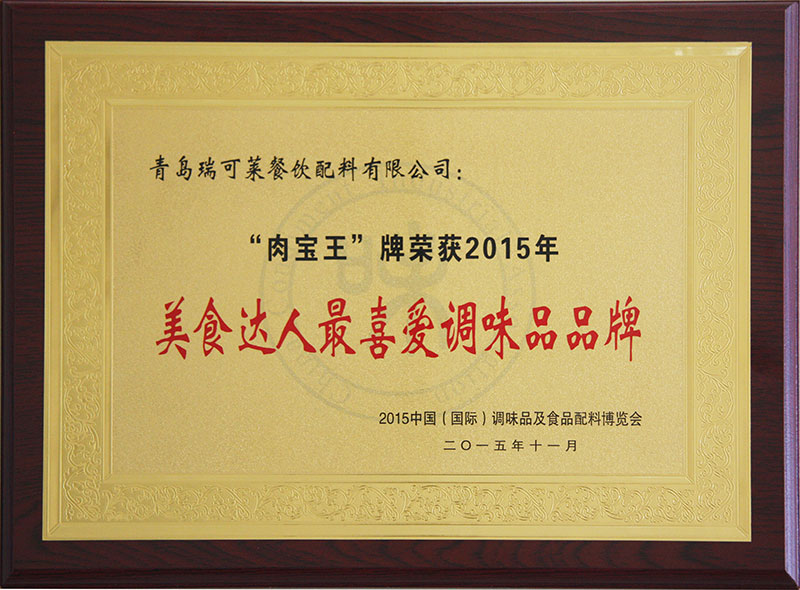 青岛瑞可莱餐饮配料有限公司：
“肉宝王”牌荣获2015年
美食达人最喜爱调味品品牌
2015中国（国际）调味品及食品配料博览会
二〇一五年十一月